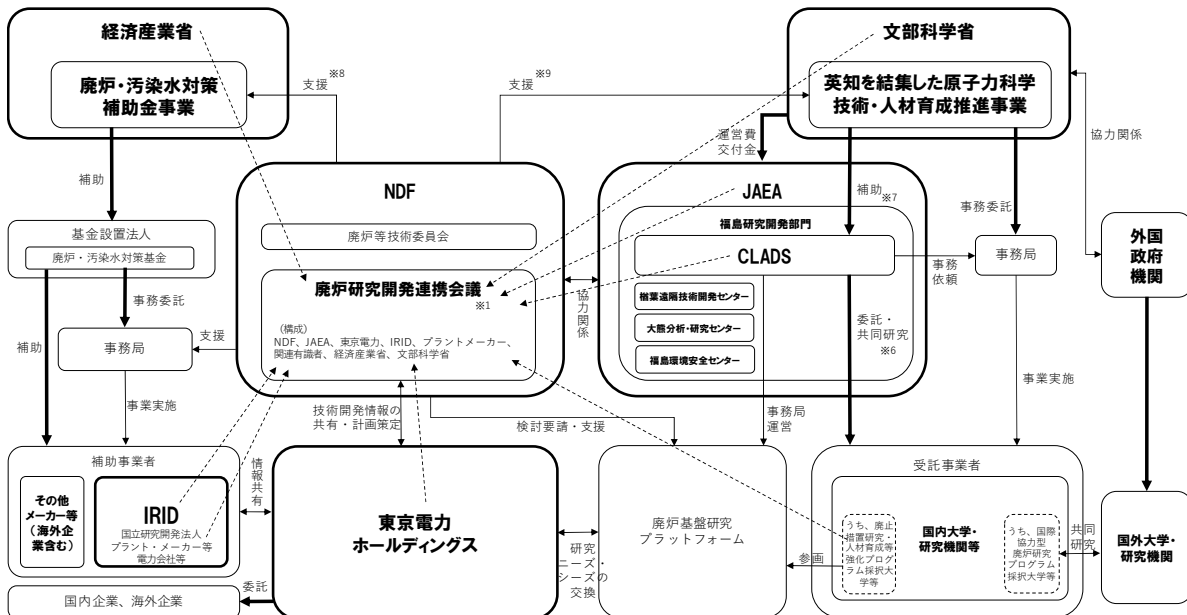 経済産業省
廃炉・汚染水対策
補助金事業
支援※8
支援※9
文部科学省
英知を結集した原子力科学
技術・人材育成推進事業
協力関係
運営費
交付金
補助
NDF
廃炉等技術委員会
廃炉研究開発連携会議
※1
(構成)
NDF、JAEA、東京電力、IRID、プラントメーカー、
関連有識者、経済産業省、文部科学省
協力
関係
JAEA
補助※7
福島研究開発部門
CLADS
楢葉遠隔技術開発センター
大熊分析・研究センター
福島環境安全センター
事務委託
事務
依頼
事務局
委託・
共同研究
※6
外国
政府
機関
基金設置法人
廃炉・汚染水対策基金
事務委託
補助
事務局
支援
事業実施
技術開発情報の
共有・計画策定
検討要請・支援
事務局
運営
事業実施
補助事業者
その他
メーカー等
(海外企
業含む)
IRID
国立研究開発法人
プラント・メーカー等
電力会社等
情報共有
東京電力
ホールディングス
研究
ニーズ・
シーズの
交換
廃炉基盤研究
プラットフォーム
参画
受託事業者
うち、廃止
措置研究・
人材育成等
強化プログ
ラム採択大
学等
国内大学・
研究機関等
うち、国際
協力型
廃炉研究
プログラム
採択大学等
共同
研究
国外大学・
研究機関
委託
国内企業、海外企業